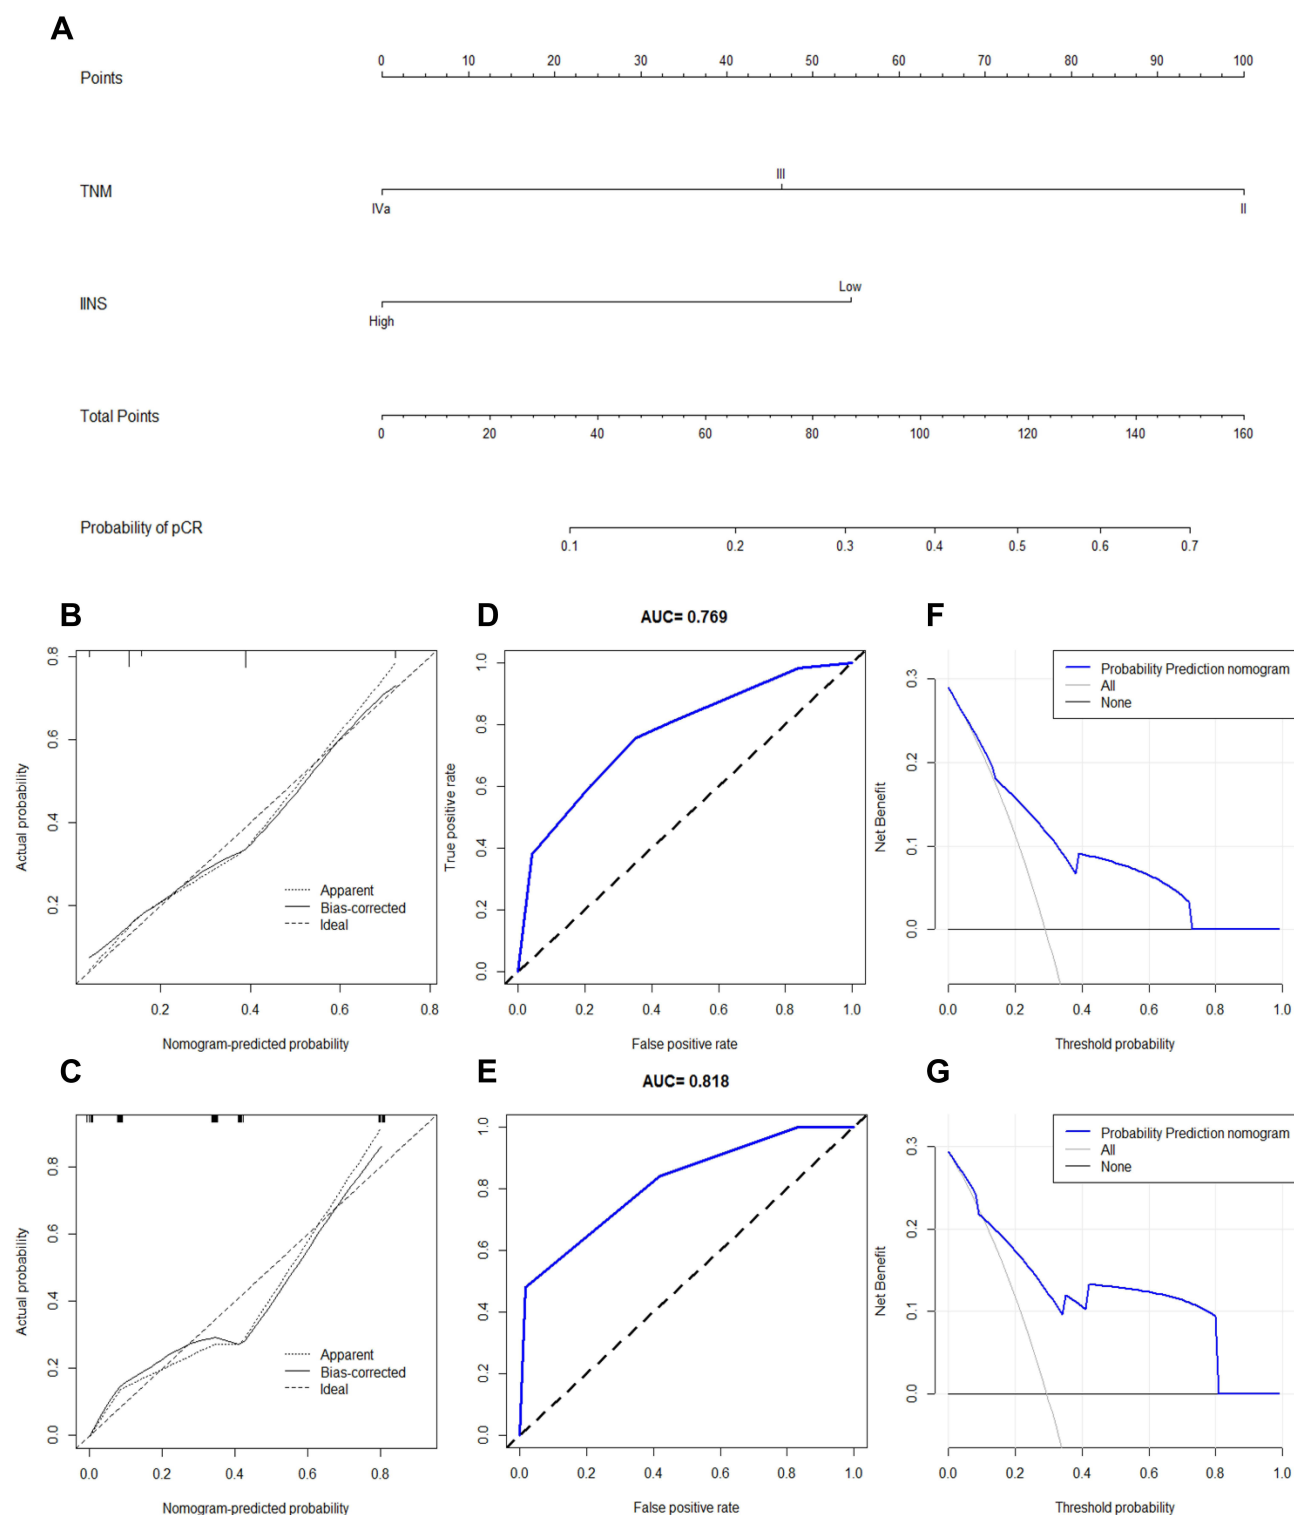 A
Points
0 10 20 30 40 50 60 70 80 90 100
TNM
III
IVa
II
IINS
Low
High
Total Points
0 20 40 60 80 100 120 140 160
Probability of pCR
0.1 0.2 0.3 0.4 0.5 0.6 0.7
B
Actual probability
0.8
0.6
0.4
0.2
Apparent
Bias-corrected
Ideal
0.2 0.4 0.6 0.8
Nomogram-predicted probability
D
AUC= 0.769
True positive rate
1.0
0.8
0.6
0.4
0.2
0.0
0.0 0.2 0.4 0.6 0.8 1.0
False positive rate
F
Probability Prediction nomogram
All
None
Net Benefit
0.3
0.2
0.1
0.0
0.0 0.2 0.4 0.6 0.8 1.0
Threshold probability
C
Actual probability
0.8
0.6
0.4
0.2
0.0
Apparent
Bias-corrected
Ideal
0.0 0.2 0.4 0.6 0.8
Nomogram-predicted probability
E
AUC= 0.818
1.0
0.8
0.6
0.4
0.2
0.0
0.0 0.2 0.4 0.6 0.8 1.0
False positive rate
G
Probability Prediction nomogram
All
None
Net Benefit
0.3
0.2
0.1
0.0
0.0 0.2 0.4 0.6 0.8 1.0
Threshold probability